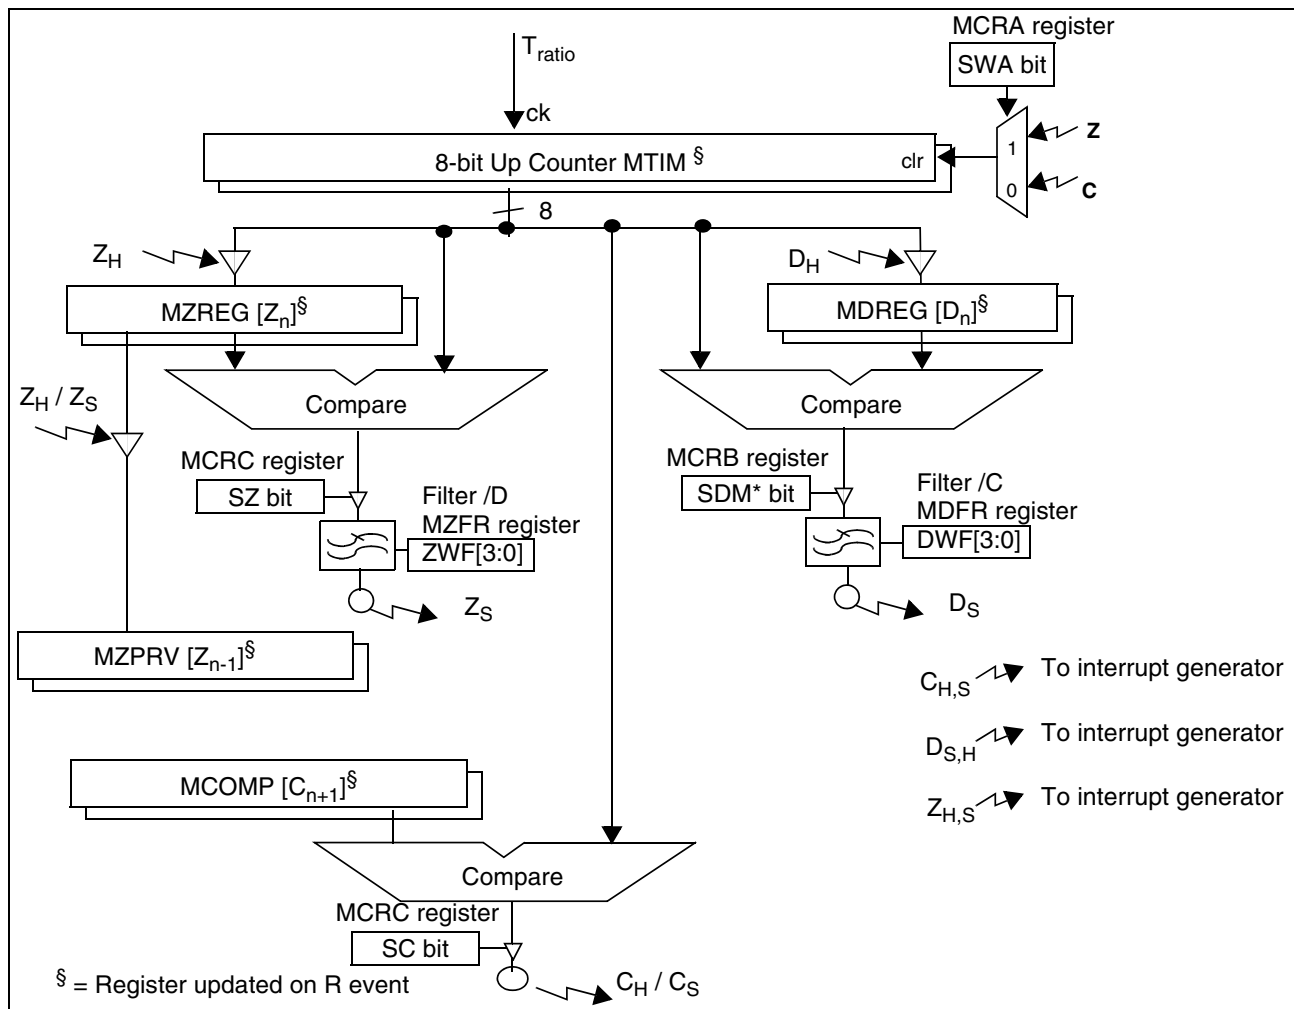 MCRA register
SWA bit
T_ratio
ck
8-bit Up Counter MTIM §
clr
1
0
Z
C
8
Z_H
D_H
MZREG [Z_n]§
MDREG [D_n]§
Z_H / Z_S
Compare
Compare
MCRC register
SZ bit
Filter /D
MZFR register
ZWF[3:0]
MCRB register
SDM* bit
Filter /C
MDFR register
DWF[3:0]
Z_S
D_S
MZPRV [Z_n-1]§
C_H,S To interrupt generator
D_S,H To interrupt generator
Z_H,S To interrupt generator
MCOMP [C_n+1]§
Compare
MCRC register
SC bit
C_H / C_S
§ = Register updated on R event